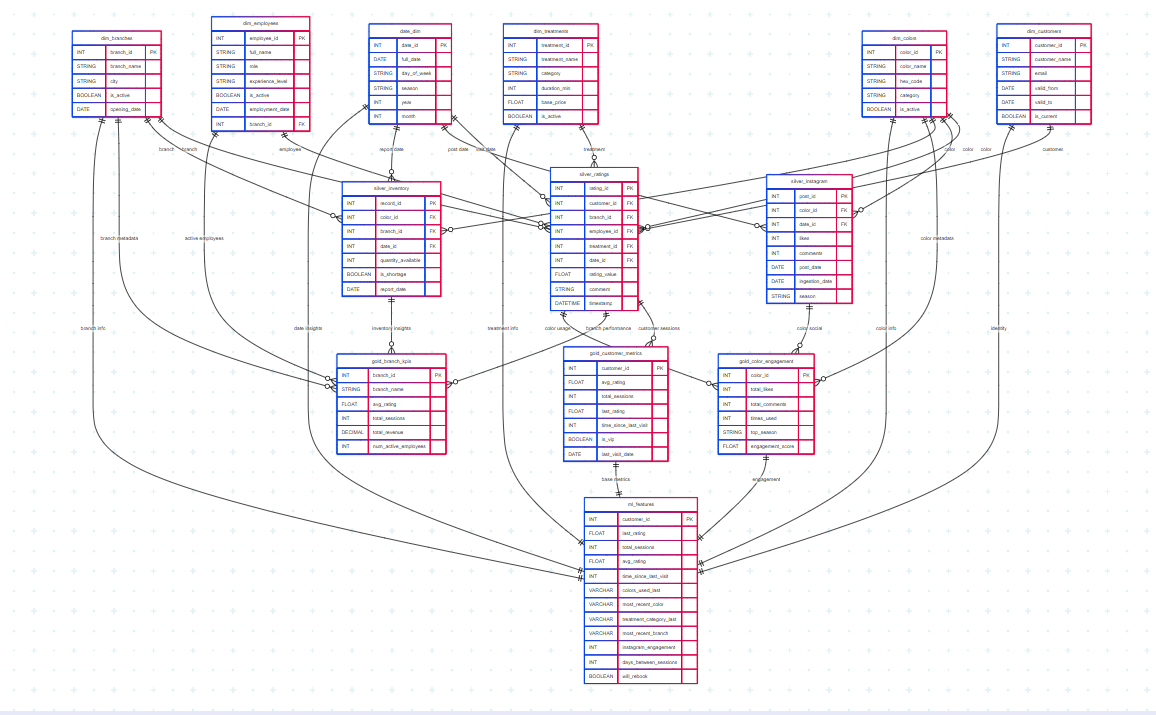 dim_branches
INT branch_id PK
STRING branch_name
STRING city
BOOLEAN is_active
DATE opening_date
dim_employees
INT employee_id PK
STRING full_name
STRING role
STRING experience_level
BOOLEAN is_active
DATE employment_date
INT branch_id FK
date_dim
INT date_id PK
DATE full_date
STRING day_of_week
STRING season
INT year
INT month
dim_treatments
INT treatment_id PK
STRING treatment_name
STRING category
INT duration_min
FLOAT base_price
BOOLEAN is_active
dim_colors
INT color_id PK
STRING color_name
STRING hex_code
STRING category
BOOLEAN is_active
dim_customers
INT customer_id PK
STRING customer_name
STRING email
DATE valid_from
DATE valid_to
BOOLEAN is_current
branch
branch
employee
report date
post date
visit date
treatment
color
color
color
customer
silver_inventory
INT record_id PK
INT color_id FK
INT branch_id FK
INT date_id FK
INT quantity_available
BOOLEAN is_shortage
DATE report_date
silver_ratings
INT rating_id PK
INT customer_id FK
INT branch_id FK
INT employee_id FK
INT treatment_id FK
INT date_id FK
FLOAT rating_value
STRING comment
DATETIME timestamp
silver_instagram
INT post_id PK
INT color_id FK
INT date_id FK
INT likes
INT comments
DATE post_date
DATE ingestion_date
STRING season
branch metadata
active employees
color metadata
branch info
date insights
inventory insights
treatment info
color usage
branch performance
customer sessions
color social
color info
identity
gold_branch_kpis
INT branch_id PK
STRING branch_name
FLOAT avg_rating
INT total_sessions
DECIMAL total_revenue
INT num_active_employees
gold_customer_metrics
INT customer_id PK
FLOAT avg_rating
INT total_sessions
FLOAT last_rating
INT time_since_last_visit
BOOLEAN is_vip
DATE last_visit_date
gold_color_engagement
INT color_id PK
INT total_likes
INT total_comments
INT times_used
STRING top_season
FLOAT engagement_score
base metrics
engagement
ml_features
INT customer_id PK
FLOAT last_rating
INT total_sessions
FLOAT avg_rating
INT time_since_last_visit
VARCHAR colors_used_last
VARCHAR most_recent_color
VARCHAR treatment_category_last
VARCHAR most_recent_branch
INT instagram_engagement
INT days_between_sessions
BOOLEAN will_rebook